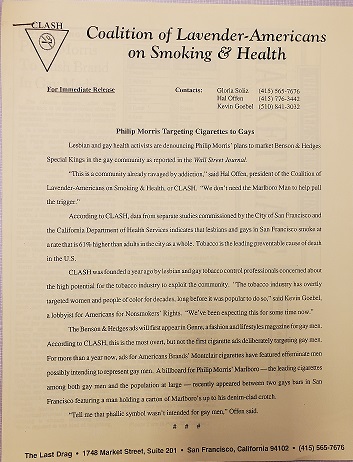 CLASH
Coalition of Lavender-Americans
on Smoking & Health
For Immediate Release
Contacts:
Gloria Soliz (415) 565-7676
Hal Offen (415) 776-3442
Kevin Goebel (510) 841-3032
Philip Morris Targeting Cigarettes to Gays
Lesbian and gay health activists are denouncing Philip Morris' plans to market Benson & Hedges
Special Kings in the gay community as reported in the Wall Street Journal.
"This is a community already ravaged by addiction," said Hal Offen, president of the Coalition of
Lavender-Americans on Smoking & Health, or CLASH. "We don't need the Marlboro Man to help pull
the trigger."
According to CLASH, data from separate studies commissioned by the City of San Francisco and
the California Department of Health Services indicates that lesbians and gays in San Francisco smoke at
a rate that is 61% higher than adults in the city as a whole. Tobacco is the leading preventable cause of death
in the U.S.
CLASH was founded a year ago by lesbian and gay tobacco control professionals concerned about
the high potential for the tobacco industry to exploit the community. "The tobacco industry has overtly
targeted women and people of color for decades, long before it was popular to do so," said Kevin Goebel,
a lobbyist for Americans for Nonsmokers' Rights. "We've been expecting this for some time now."
The Benson & Hedges ads will first appear in Genre, a fashion and lifestyles magazine for gay men.
According to CLASH, this is the most overt, but not the first cigarette ads deliberately targeting gay men.
For more than a year now, ads for Americans Brands' Montclair cigarettes have featured effeminate men
possibly intending to represent gay men. A billboard for Philip Morris' Marlboro — the leading cigarettes
among both gay men and the population at large — recently appeared between two gays bars in San
Francisco featuring a man holding a carton of Marlboro's up to his denim-clad crotch.
"Tell me that phallic symbol wasn't intended for gay men," Offen said.
# # #
The Last Drag • 1748 Market Street, Suite 201 • San Francisco, California 94102 • (415) 565-7676